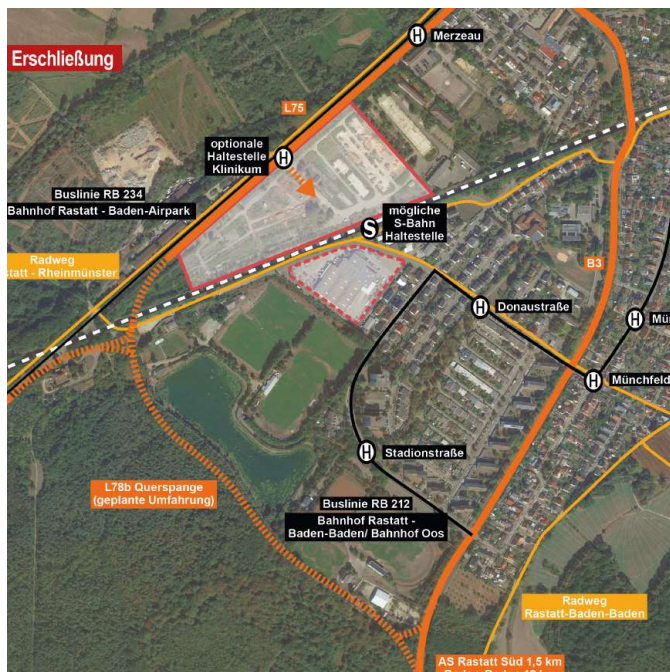 Erschließung
Merzeau
L75
optionale
Haltestelle
Klinikum
Buslinie RB 234
Bahnhof Rastatt - Baden-Airpark
mögliche
S-Bahn
Haltestelle
S
Radweg
statt - Rheinmünster
B3
Donaustraße
Mün
Münchfeld
Stadionstraße
L78b Querspange
(geplante Umfahrung)
Buslinie RB 212
Bahnhof Rastatt -
Baden-Baden/ Bahnhof Oos
Radweg
Rastatt-Baden-Baden
AS Rastatt Süd 1,5 km
H
H
H
H
H
H